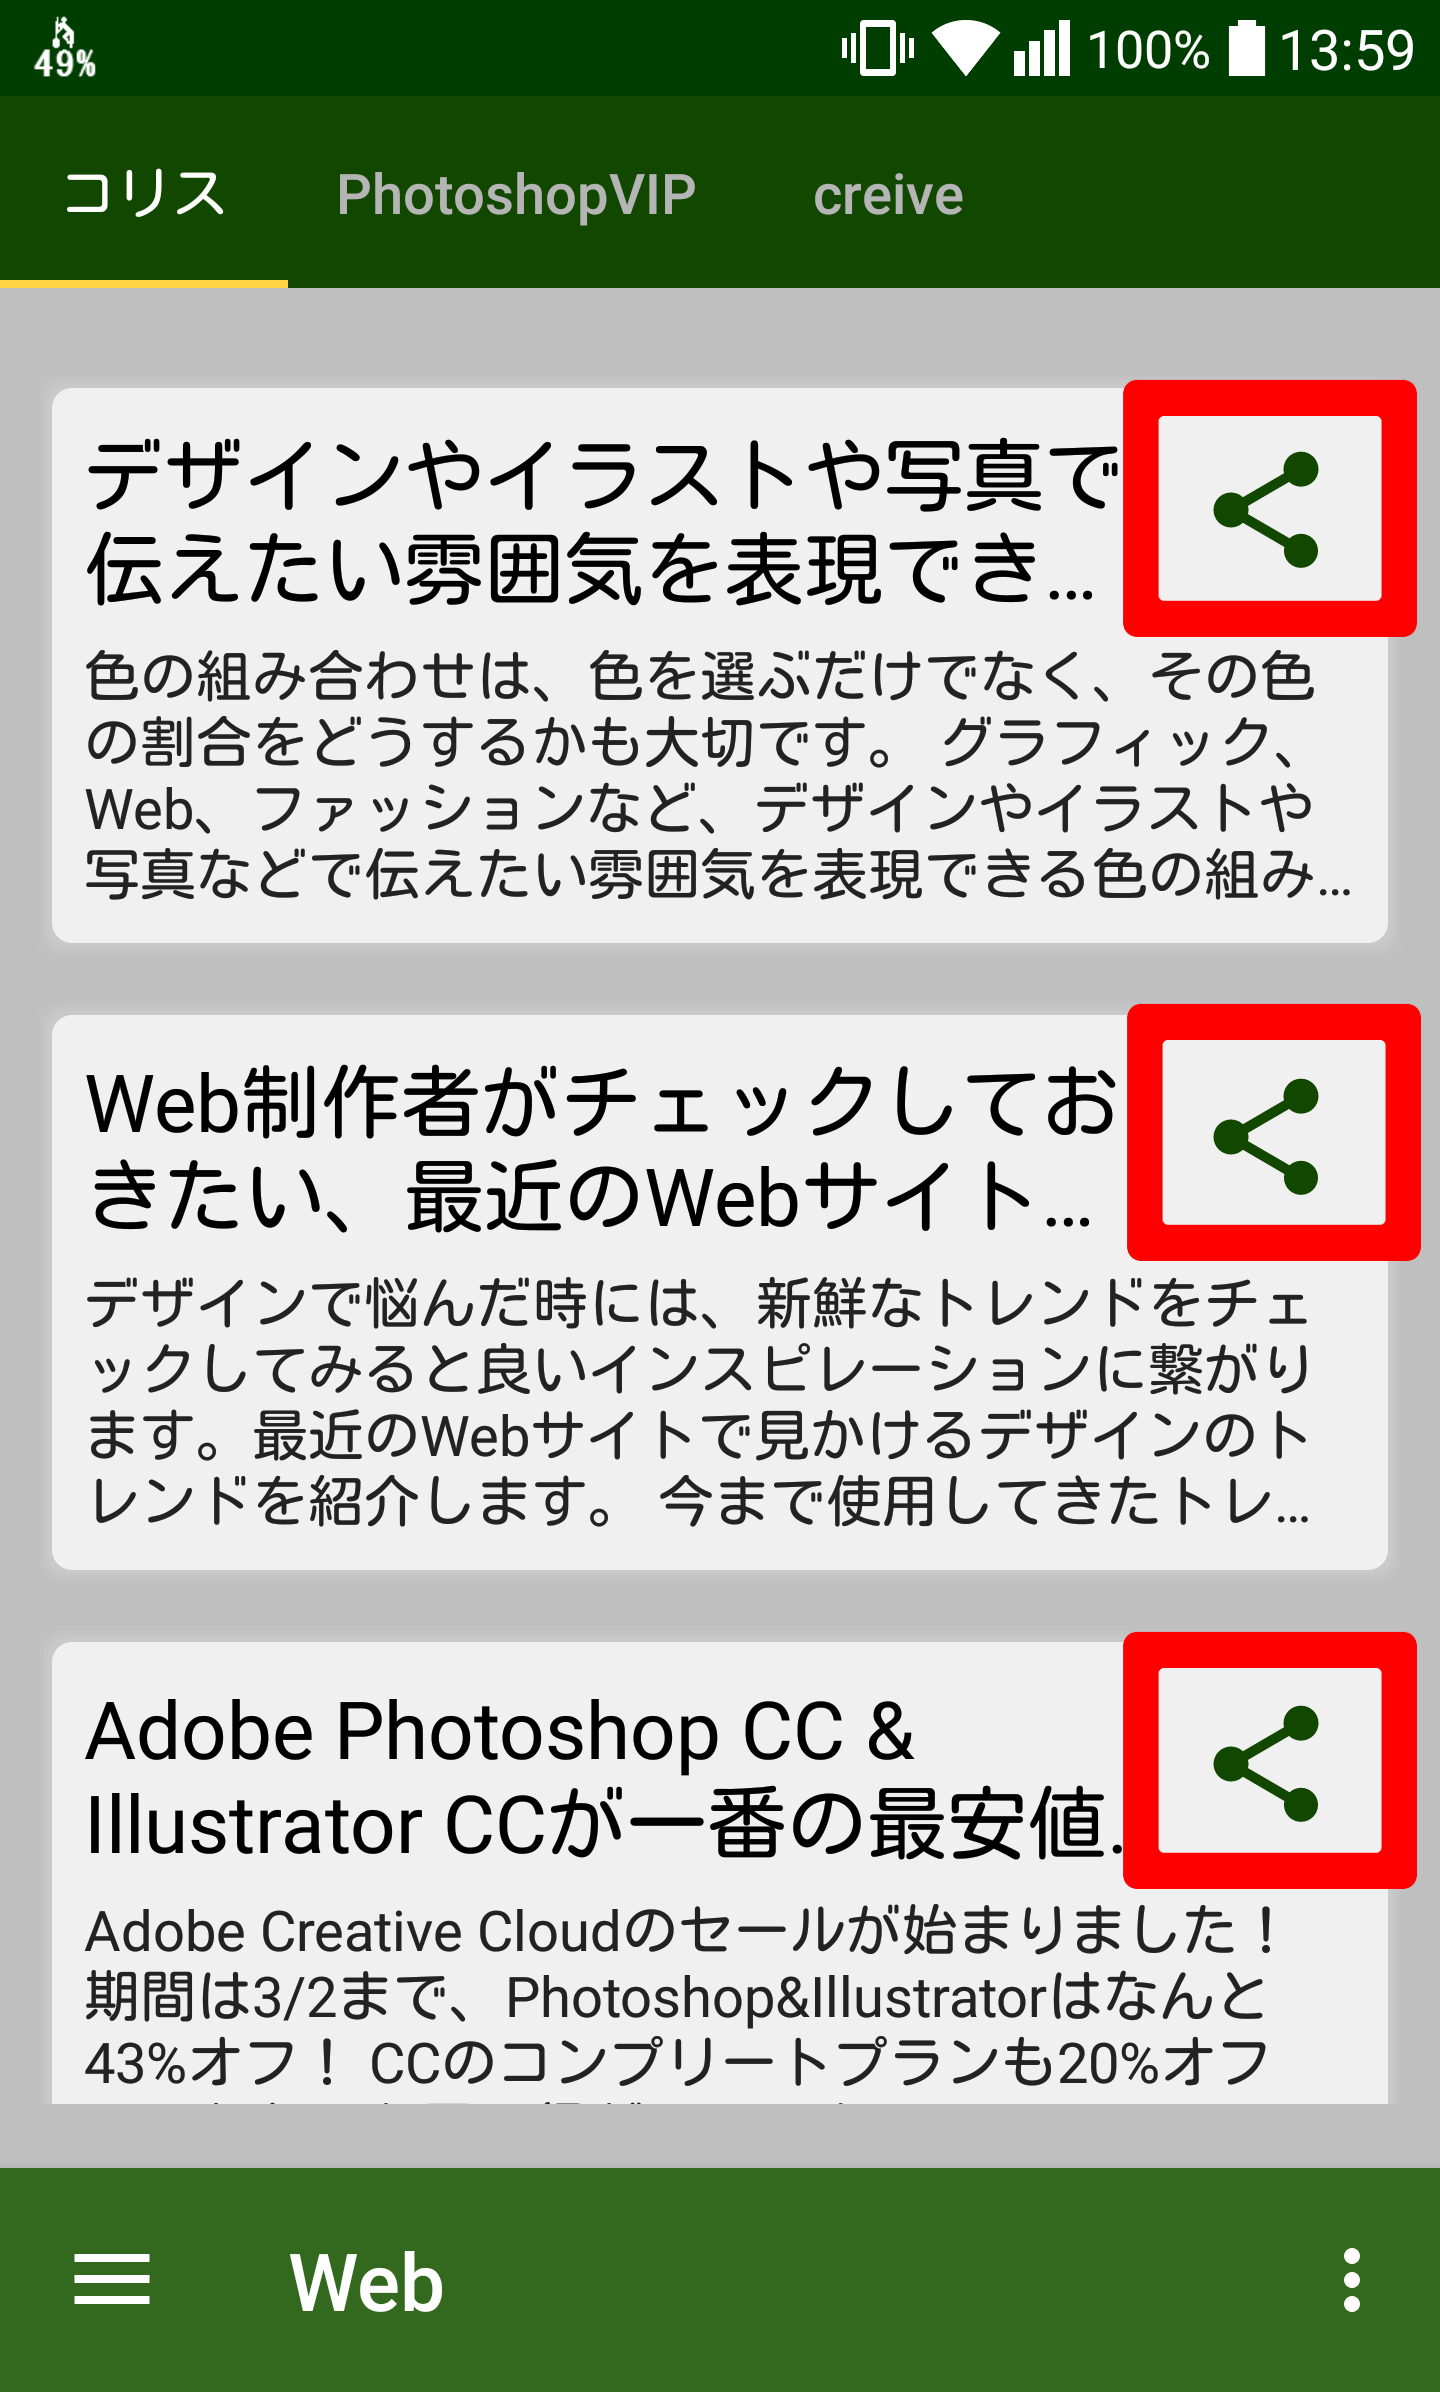 49%
100% 13:59
コリス PhotoshopVIP creive
デザインやイラストや写真で
伝えたい雰囲気を表現でき...
色の組み合わせは、色を選ぶだけでなく、その色
の割合をどうするかも大切です。 グラフィック、
Web、ファッションなど、デザインやイラストや
写真などで伝えたい雰囲気を表現できる色の組み...
Web制作者がチェックしてお
きたい、最近のWebサイト...
デザインで悩んだ時には、新鮮なトレンドをチェ
ックしてみると良いインスピレーションに繋がり
ます。最近のWebサイトで見かけるデザインのト
レンドを紹介します。 今まで使用してきたトレ...
Adobe Photoshop CC &
Illustrator CCが一番の最安値.
Adobe Creative Cloudのセールが始まりました！
期間は3/2まで、Photoshop&Illustratorはなんと
43%オフ！ CCのコンプリートプランも20%オフ
Web